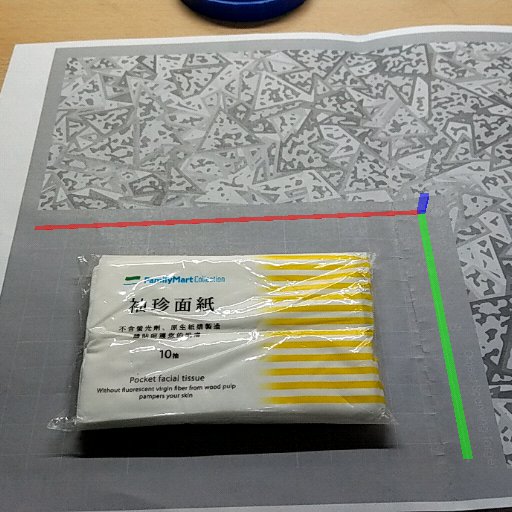 FamilyMart Collection
袖珍面紙
不含螢光劑、原生紙漿製造
10抽
Pocket facial tissue
Without fluorescent virgin fiber from wood pulp
pampers your skin